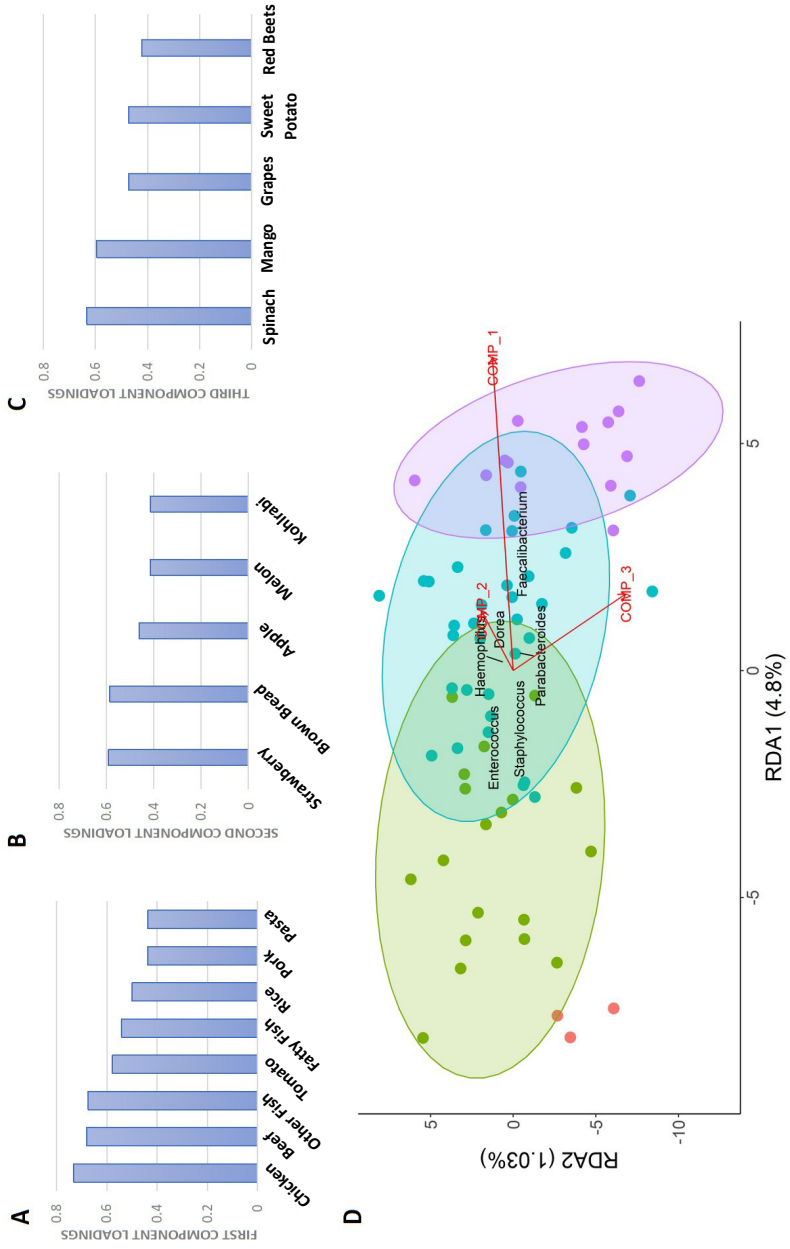 A
FIRST COMPONENT LOADINGS
0.8
0.6
0.4
0.2
0
Chicken
Beef
Other Fish
Tomato
Fatty Fish
Rice
Pork
Pasta
B
SECOND COMPONENT LOADINGS
0.8
0.6
0.4
0.2
0
Strawberry
Brown Bread
Apple
Melon
Kohlrabi
C
THIRD COMPONENT LOADINGS
0.8
0.6
0.4
0.2
0
Spinach
Mango
Grapes
Sweet
Potato
Red Beets
D
RDA2 (1.03%)
5
0
-5
-10
COMP_1
COMP_3
Haemophilus
Dorea
Faecalibacterium
Enterococcus
Staphylococcus
Parabacteroides
-5
0
5
RDA1 (4.8%)